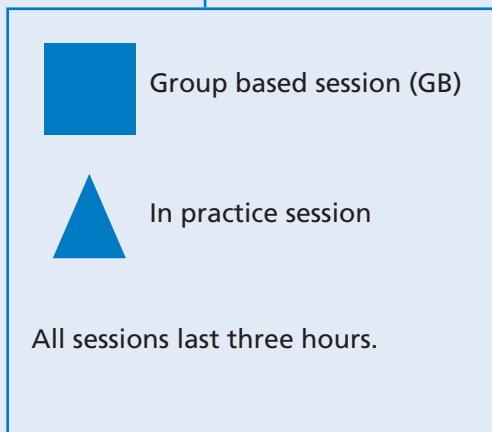 Group based session (GB)
In practice session
All sessions last three hours.